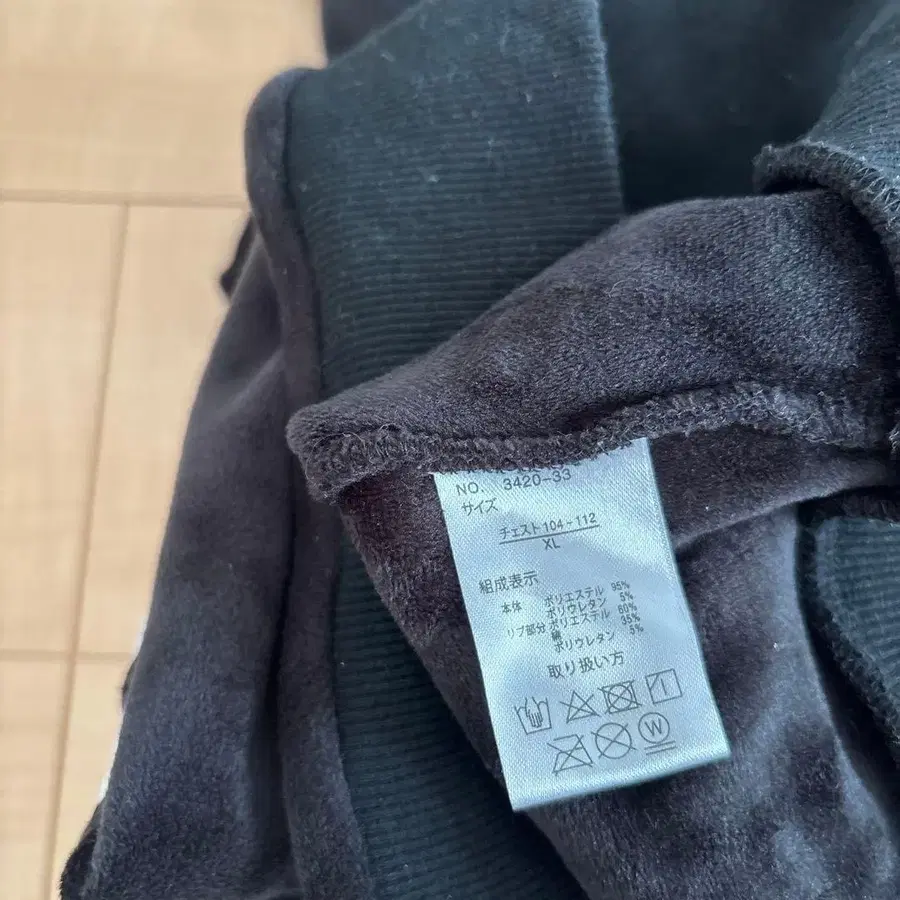 NO. 3420-33
サイズ
チェスト 104～112
XL
組成表示
本体 ポリエステル 95%
ポリウレタン 5%
リブ部分 ポリエステル 60%
綿 35%
ポリウレタン 5%
取り扱い方
W